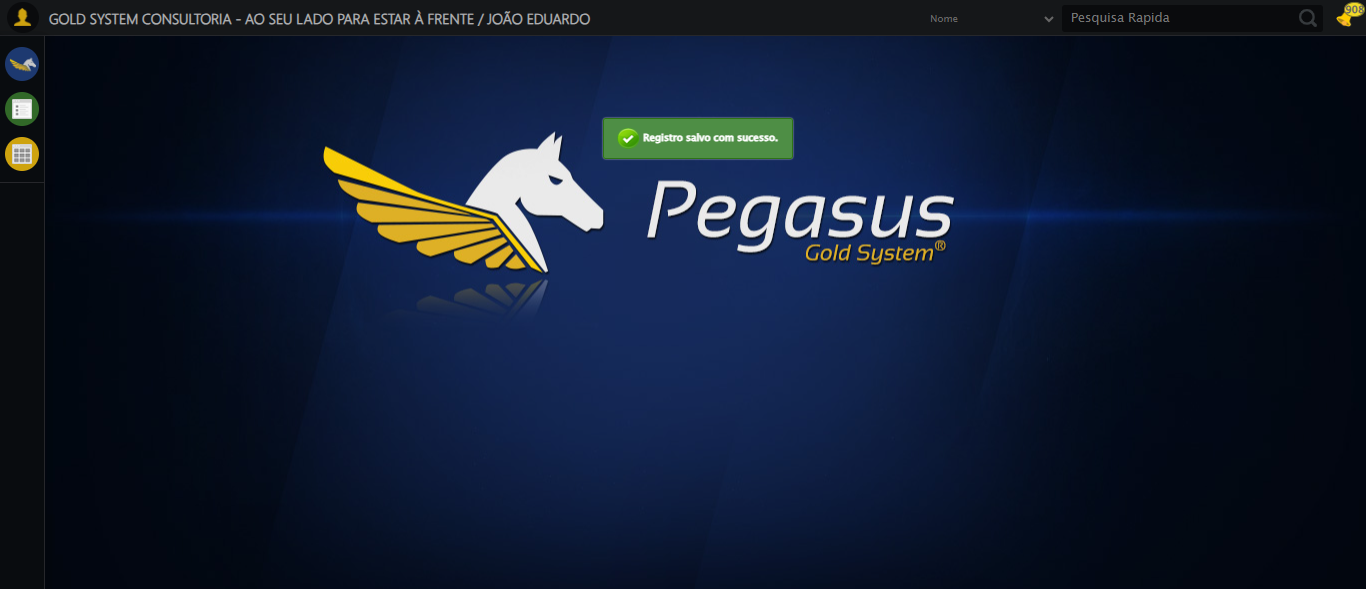 GOLD SYSTEM CONSULTORIA - AO SEU LADO PARA ESTAR À FRENTE / JOÃO EDUARDO
Nome
Pesquisa Rapida
908
Registro salvo com sucesso.
Pegasus
Gold System®